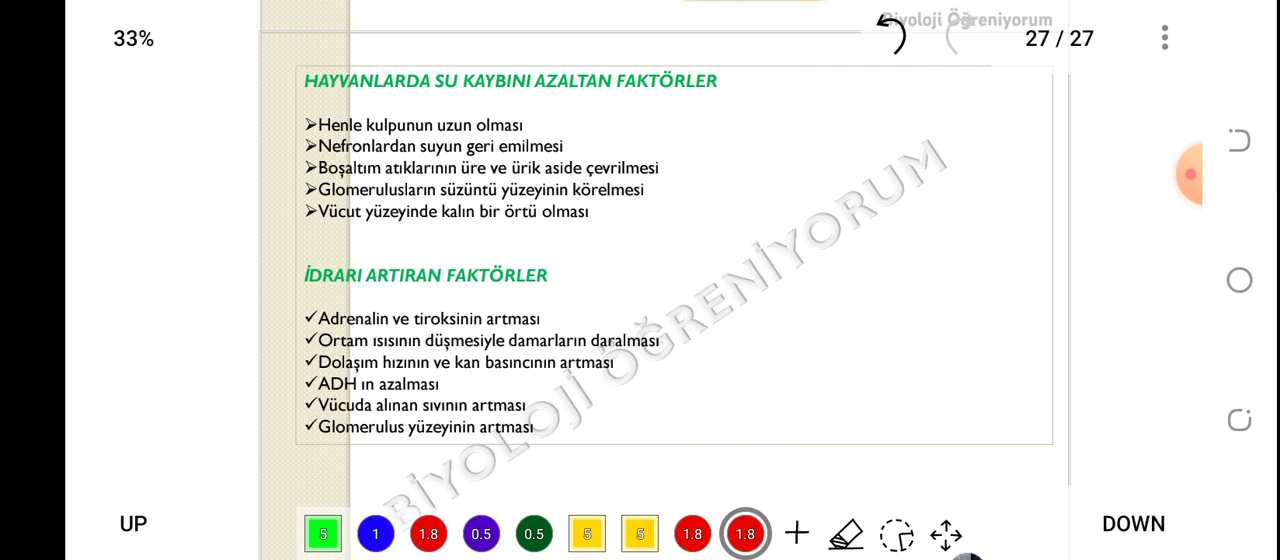 Biyoloji Öğreniyorum
33%
27 / 27
HAYVANLARDA SU KAYBINI AZALTAN FAKTÖRLER
➢Henle kulpunun uzun olması
➢Nefronlardan suyun geri emilmesi
➢Boşaltım atıklarının üre ve ürik aside çevrilmesi
➢Glomerulusların süzüntü yüzeyinin körelmesi
➢Vücut yüzeyinde kalın bir örtü olması
İDRARI ARTIRAN FAKTÖRLER
✓Adrenalin ve tiroksinin artması
✓Ortam ısısının düşmesiyle damarların daralması
✓Dolaşım hızının ve kan basıncının artması
✓ADH ın azalması
✓Vücuda alınan sıvının artması
✓Glomerulus yüzeyinin artması
BİYOLOJİ ÖĞRENİYORUM
UP
5 1 1.8 0.5 0.5 5 5 1.8 1.8
DOWN